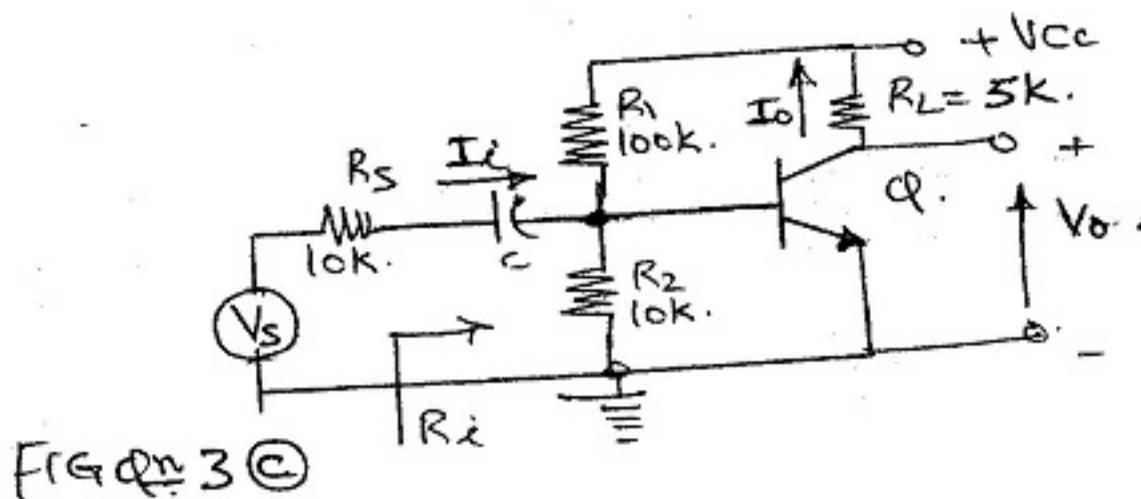 + VCC
R1
100K.
Io
RL = 5K.
+
Rs
10K.
Ii
C
Q.
Vo.
R2
10K.
Vs
Ri
-
FIG Qn 3 C